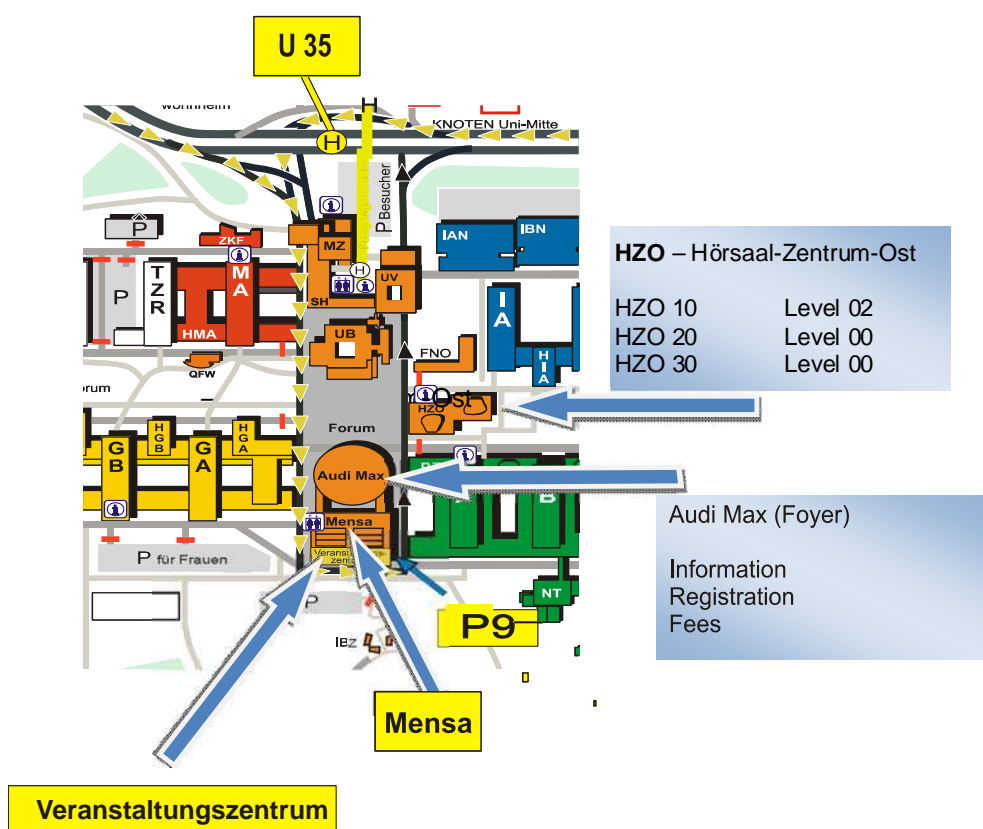 U 35
wohnheim
KNOTEN Uni-Mitte
H
H
P Besucher
i
IAN
IBN
P
ZKF
MZ
i
H
i
UV
TZR
MA
P
SH
IA
HMA
UB
FNO
HIA
QFW
orum
i
Ost
HZO
Forum
HGB
HGA
GB
GA
i
Audi Max
B
i
Mensa
P für Frauen
NT
P
P9
IBZ
Mensa
Veranstaltungszentrum
HZO – Hörsaal-Zentrum-Ost
HZO 10 Level 02
HZO 20 Level 00
HZO 30 Level 00
Audi Max (Foyer)
Information
Registration
Fees